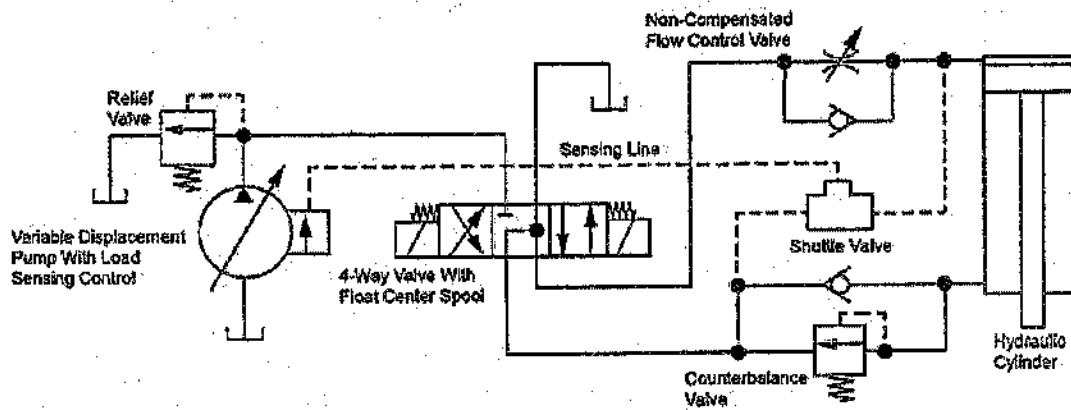 Non-Compensated
Flow Control Valve
Relief
Valve
Sensing Line
Variable Displacement
Pump With Load
Sensing Control
4-Way Valve With
Float Center Spool
Shuttle Valve
Counterbalance
Valve
Hydraulic
Cylinder